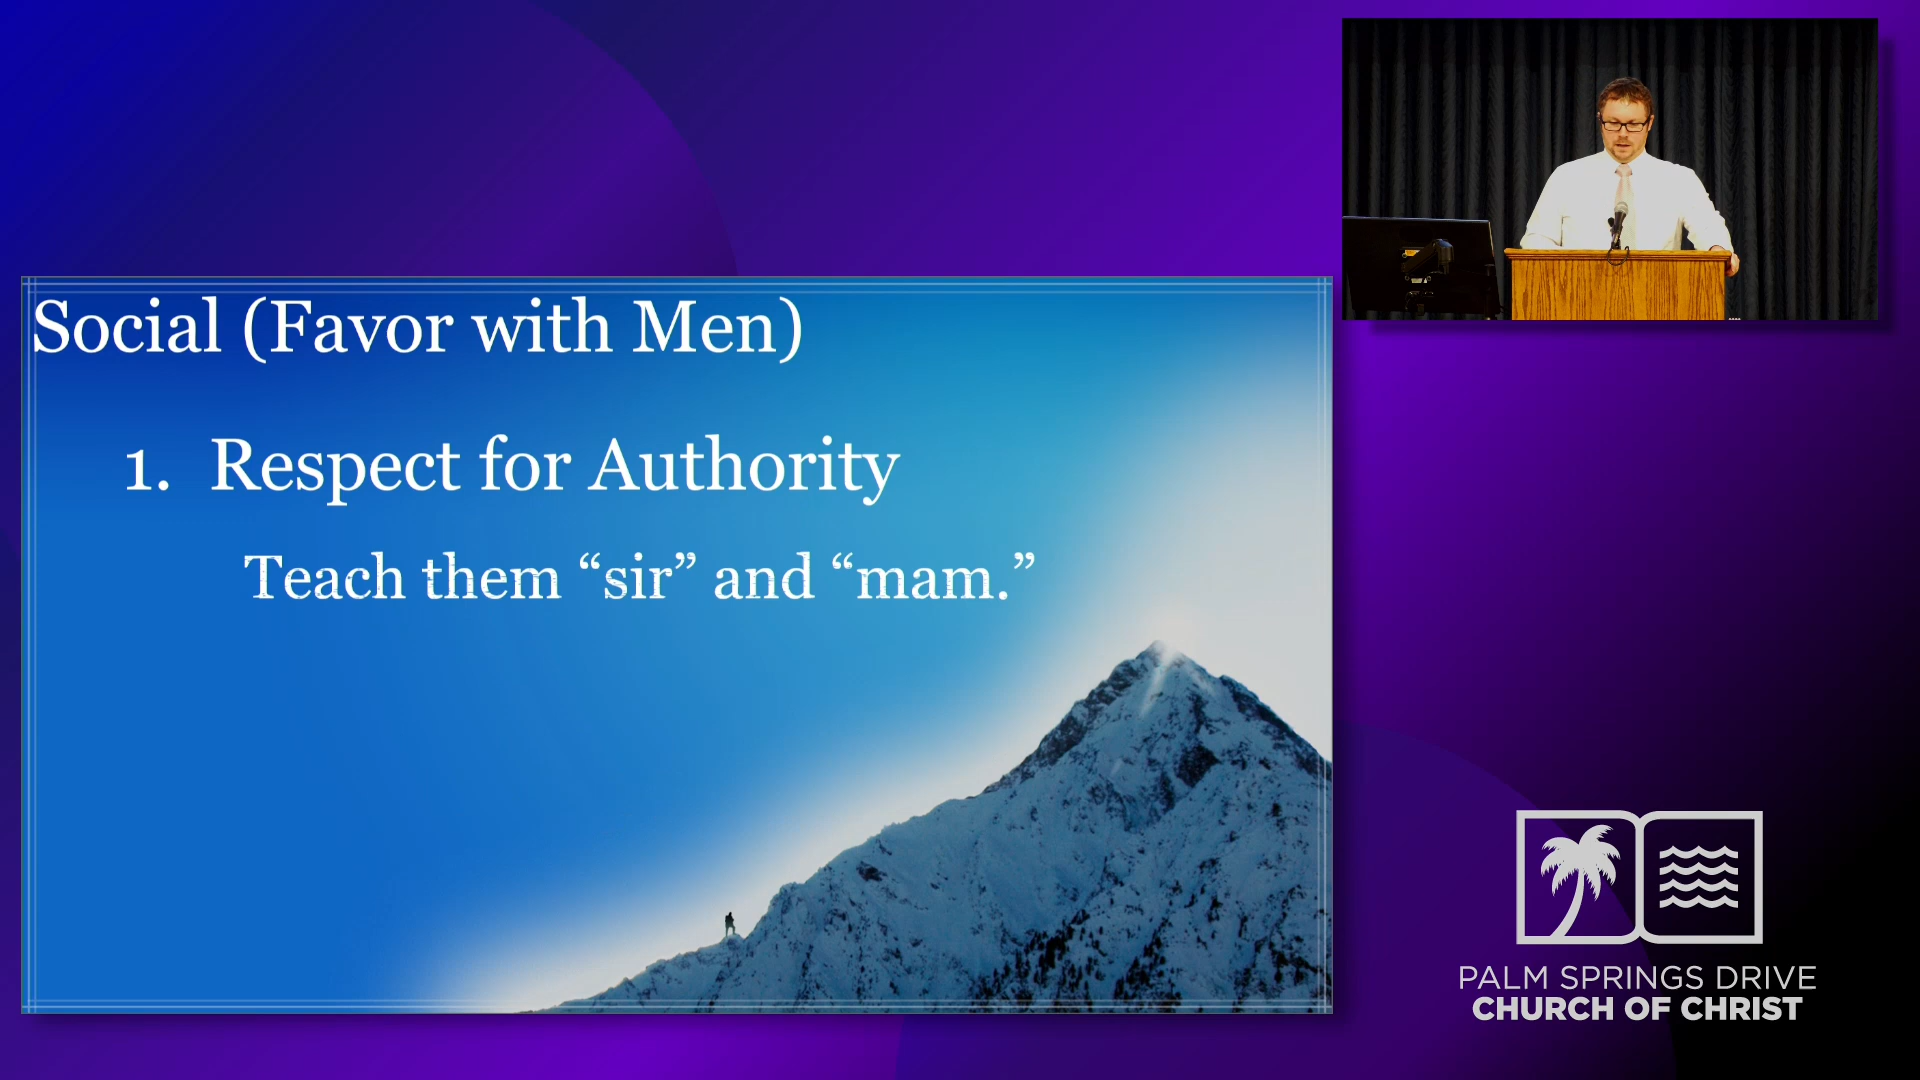 Social (Favor with Men)
1. Respect for Authority
Teach them “sir” and “mam.”
PALM SPRINGS DRIVE
CHURCH OF CHRIST